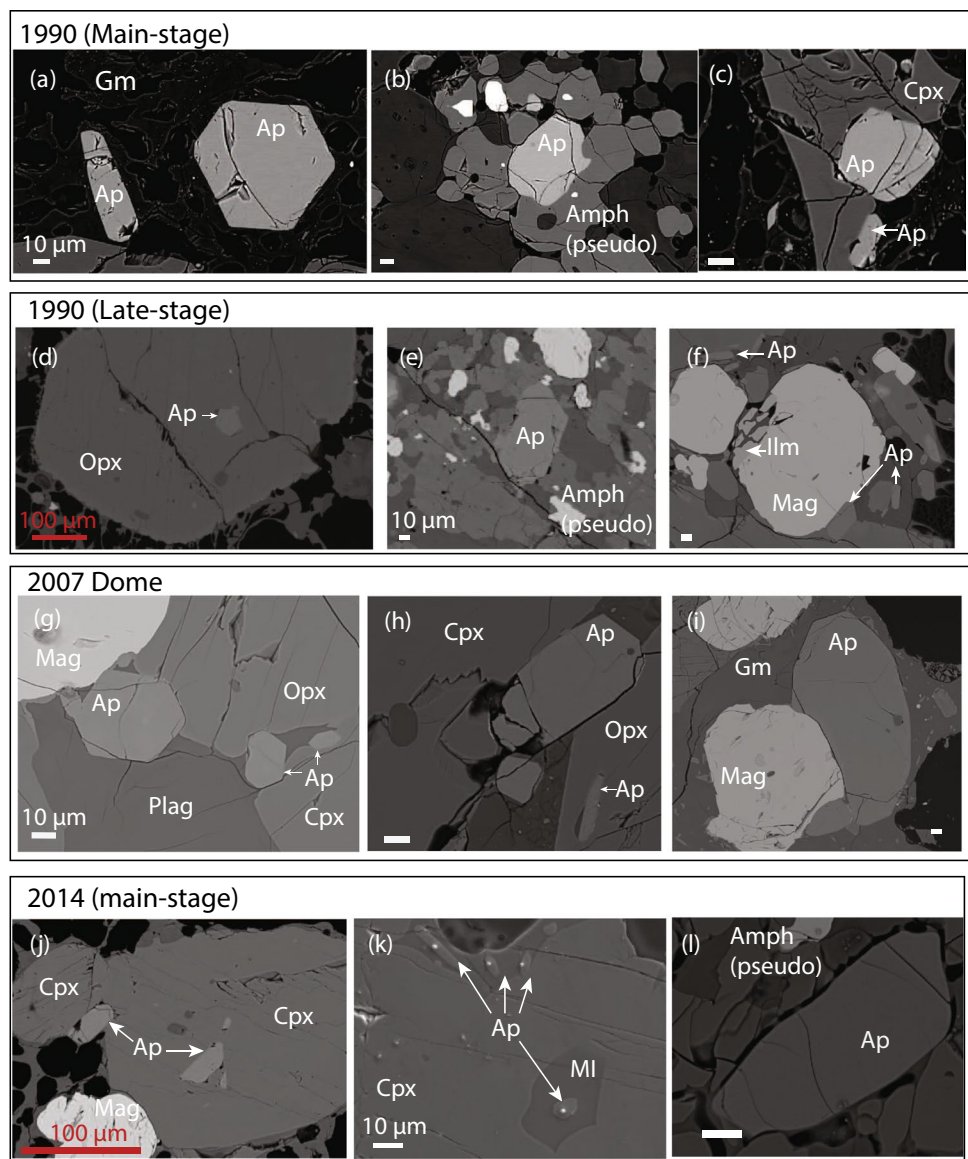 1990 (Main-stage)
(a)
Gm
Ap
Ap
10 μm
(b)
Ap
Amph
(pseudo)
(c)
Cpx
Ap
Ap
1990 (Late-stage)
(d)
Ap
Opx
100 μm
(e)
Ap
Amph
(pseudo)
10 μm
(f)
Ap
Ilm
Ap
Mag
2007 Dome
(g)
Mag
Ap
Opx
Ap
Plag
Cpx
10 μm
(h)
Cpx
Ap
Opx
Ap
(i)
Gm
Ap
Mag
2014 (main-stage)
(j)
Cpx
Cpx
Ap
Mag
100 μm
(k)
Ap
MI
Cpx
10 μm
(l)
Amph
(pseudo)
Ap